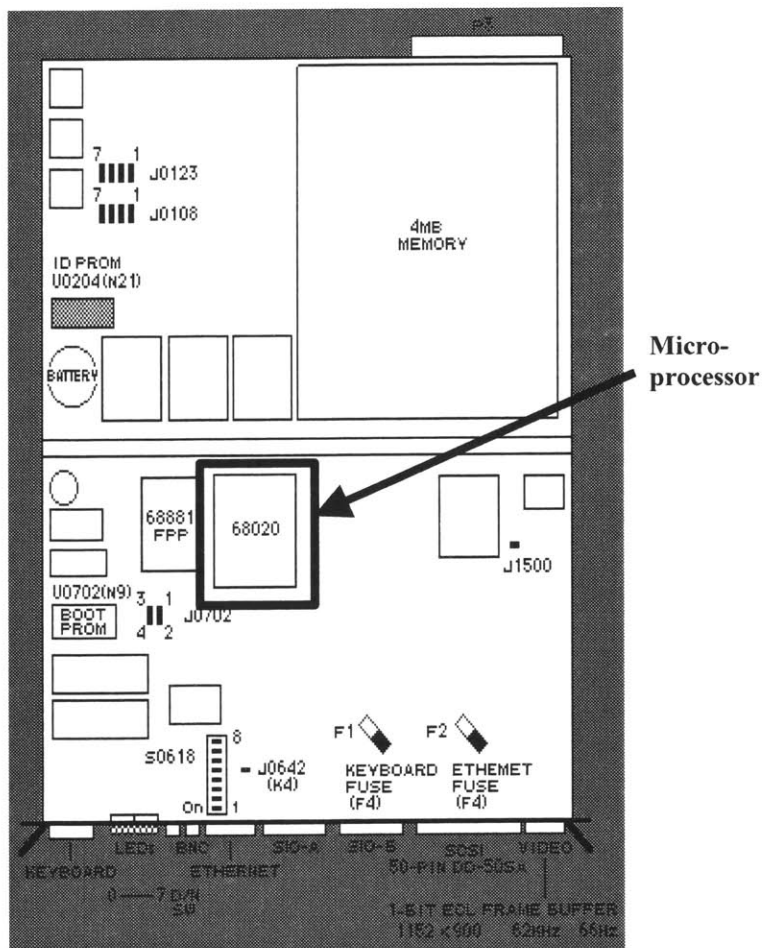 P3
7 1
J0123
7 1
J0108
4MB
MEMORY
ID PROM
U0204(N21)
BATTERY
Micro-
processor
68881
FPP
68020
J1500
U0702(N9)
BOOT
PROM
3 1
4 2
J0702
S0618
8
On 1
J0642
(K4)
F1
KEYBOARD
FUSE
(F4)
F2
ETHEMET
FUSE
(F4)
KEYBOARD
LEDs
BNC
ETHERNET
SIO-A
SIO-B
SCSI
50-PIN DD-50SA
VIDEO
0 — 7 D/N
SW
1-BIT ECL FRAME BUFFER
1152 x 900 62KHz 66Hz